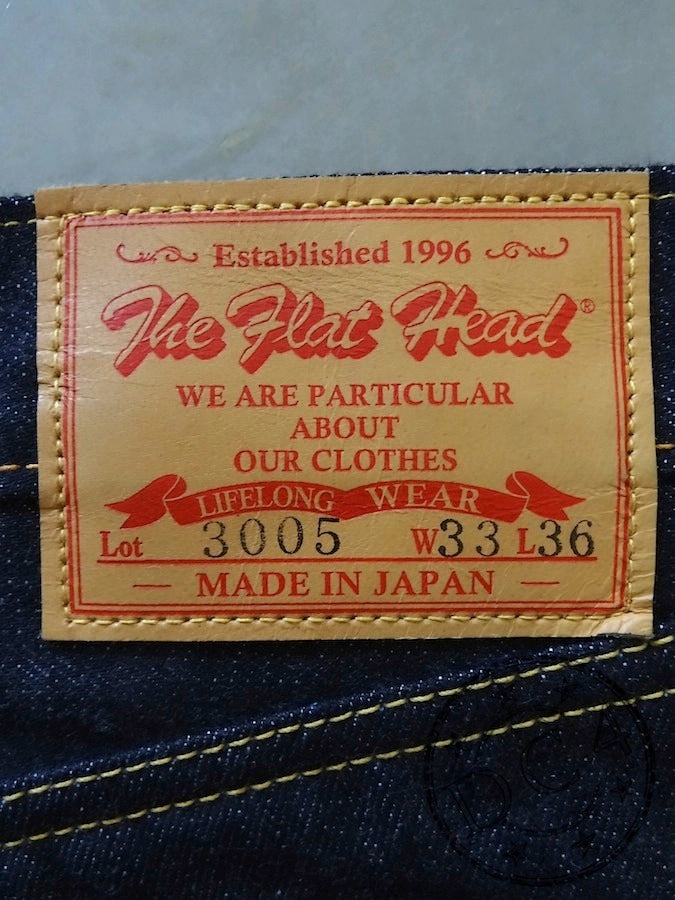 Established 1996
The Flat Head®
WE ARE PARTICULAR
ABOUT
OUR CLOTHES
LIFELONG WEAR
Lot 3005 W33 L36
— MADE IN JAPAN —
DC4